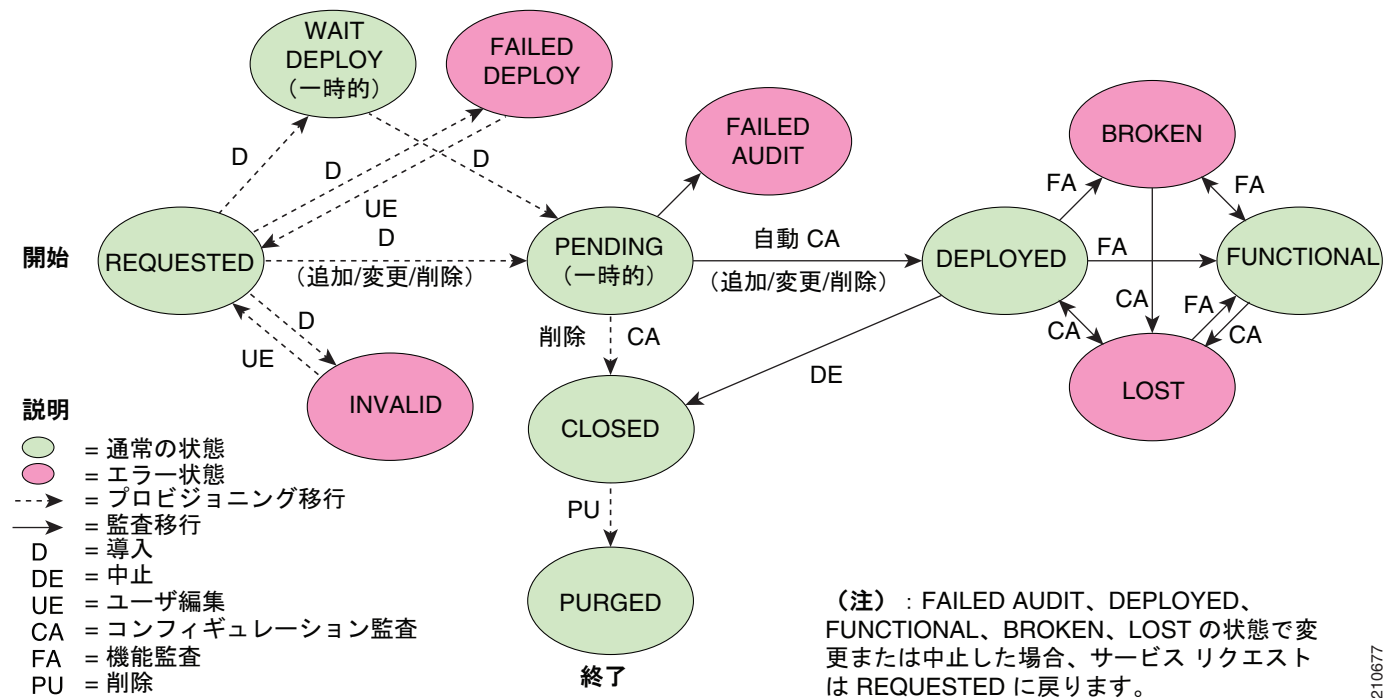 WAIT
DEPLOY
（一時的）
FAILED
DEPLOY
FAILED
AUDIT
BROKEN
D
D
D
FA
FA
UE
D
開始
REQUESTED
（追加/変更/削除）
PENDING
（一時的）
自動 CA
（追加/変更/削除）
DEPLOYED
FA
FUNCTIONAL
D
UE
削除
CA
CA
CA
FA
CA
DE
INVALID
LOST
CLOSED
PU
PURGED
終了
説明
= 通常の状態
= エラー状態
= プロビジョニング移行
= 監査移行
D = 導入
DE = 中止
UE = ユーザ編集
CA = コンフィギュレーション監査
FA = 機能監査
PU = 削除
（注）：FAILED AUDIT、DEPLOYED、
FUNCTIONAL、BROKEN、LOST の状態で変
更または中止した場合、サービス リクエスト
は REQUESTED に戻ります。
210677